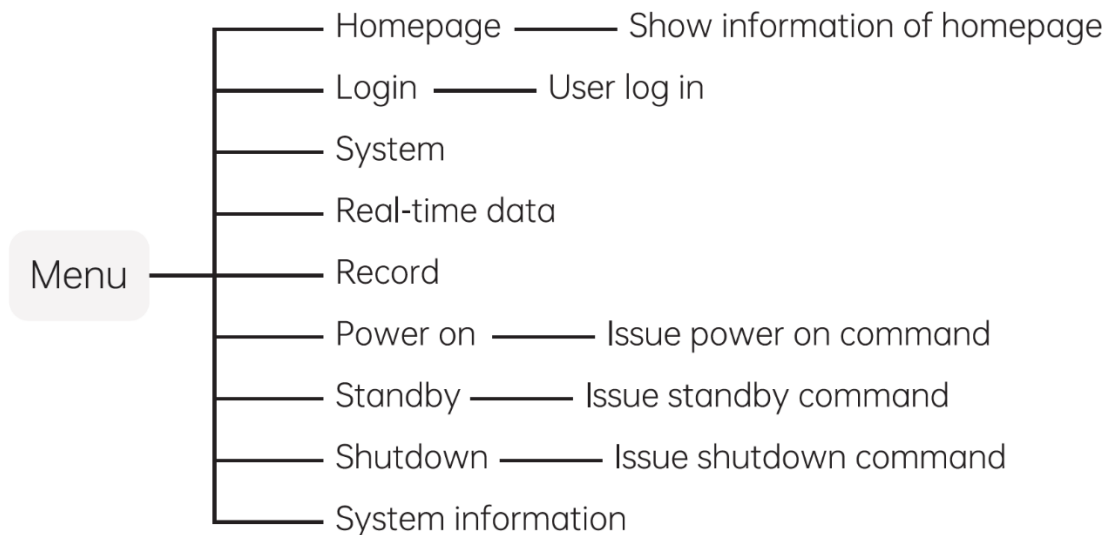 Homepage
Show information of homepage
Login
User log in
System
Real-time data
Menu
Record
Power on
Issue power on command
Standby
Issue standby command
Shutdown
Issue shutdown command
System information